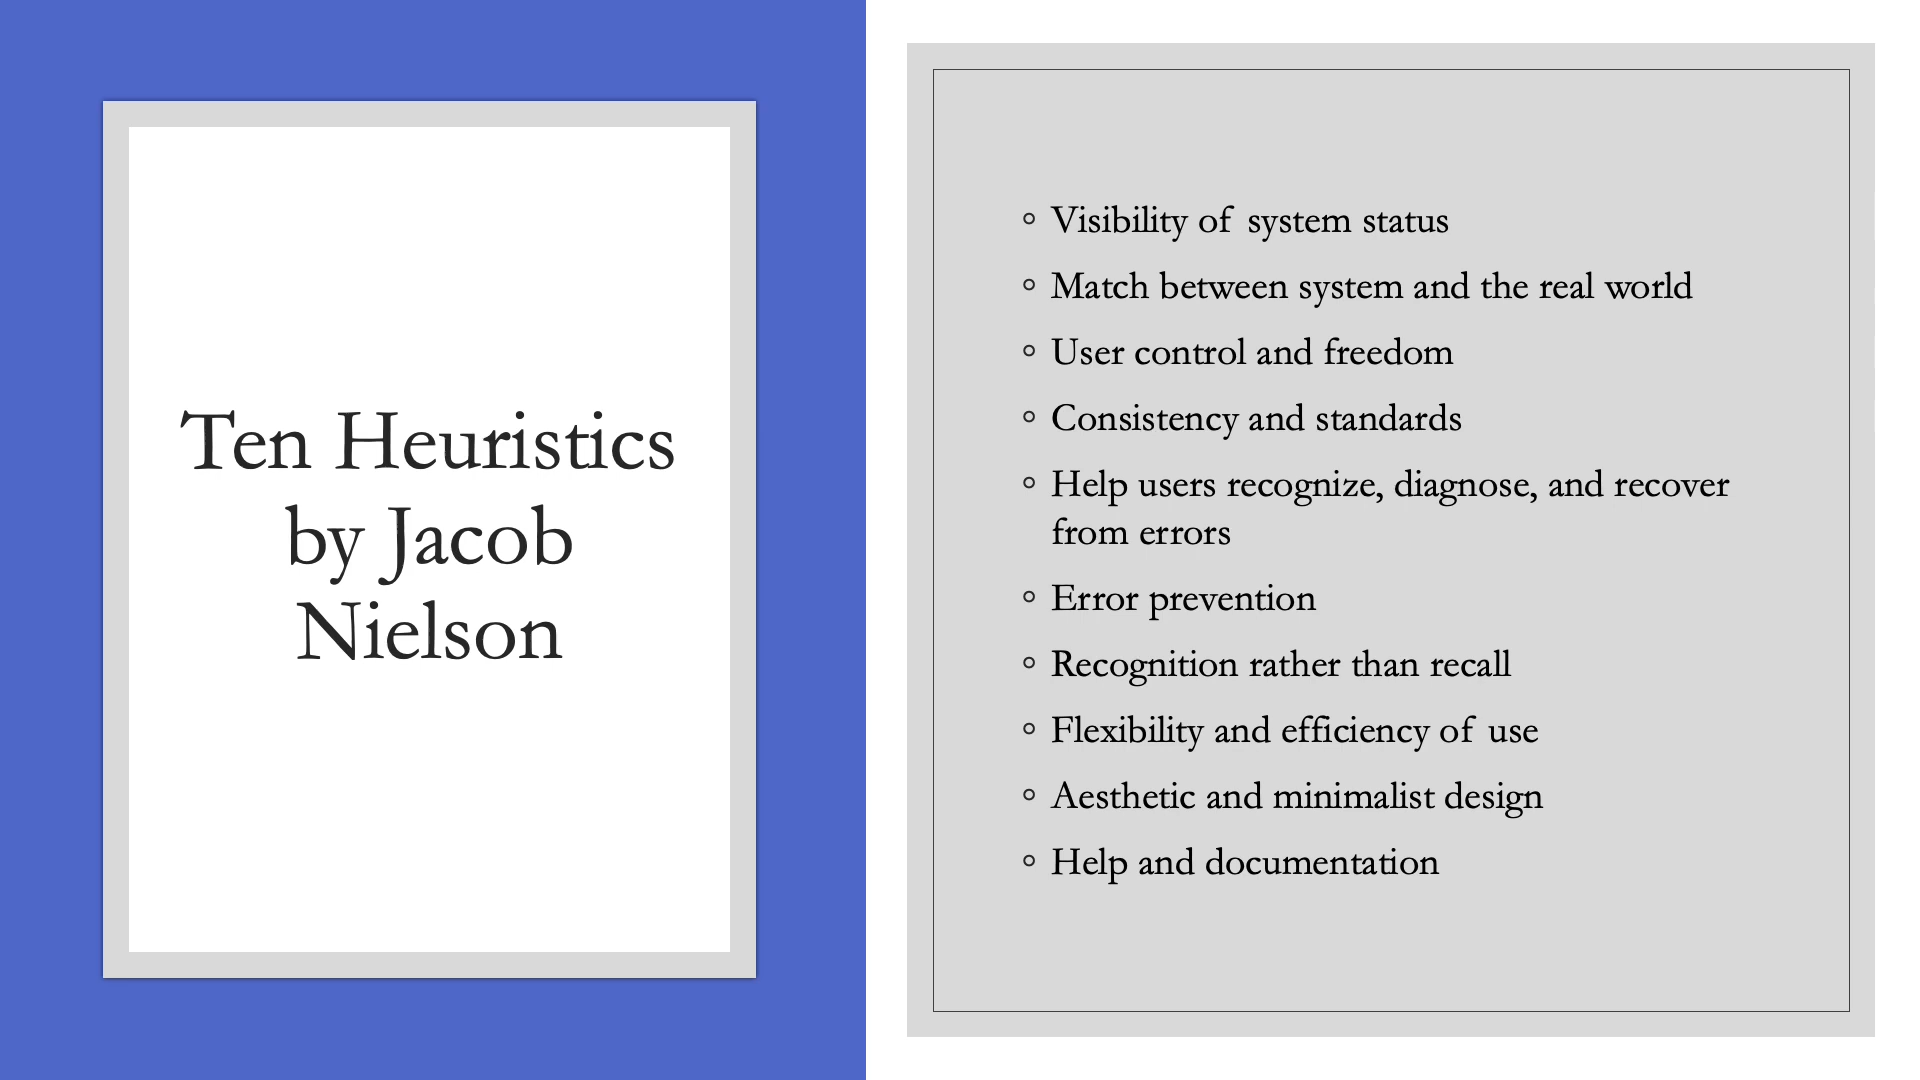 Ten Heuristics
by Jacob
Nielson
◦ Visibility of system status
◦ Match between system and the real world
◦ User control and freedom
◦ Consistency and standards
◦ Help users recognize, diagnose, and recover
from errors
◦ Error prevention
◦ Recognition rather than recall
◦ Flexibility and efficiency of use
◦ Aesthetic and minimalist design
◦ Help and documentation